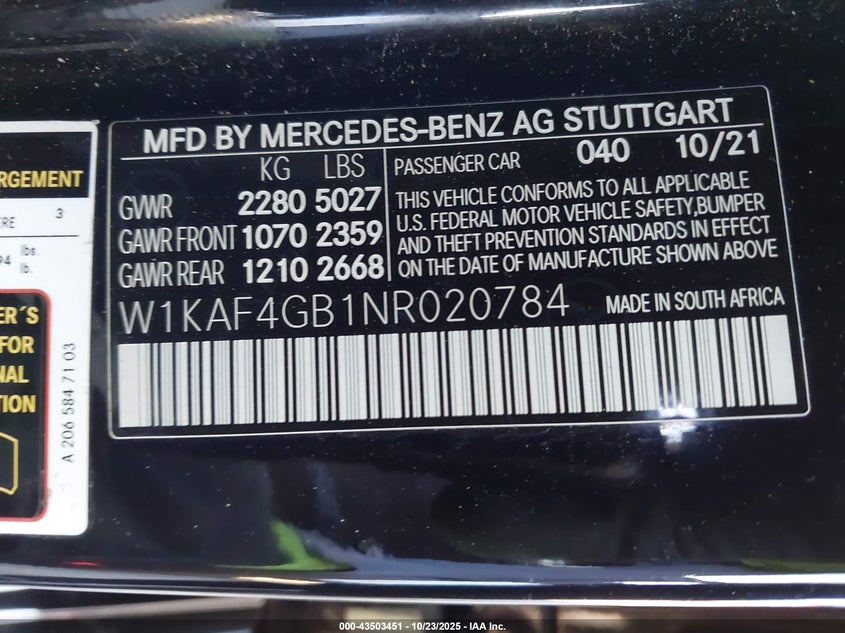 RGEMENT
ERE 3
94 lbs.
lb.
ER´S
FOR
NAL
TION
A 206 584 71 03
MFD BY MERCEDES-BENZ AG STUTTGART
KG LBS
GVWR 2280 5027
GAWR FRONT 1070 2359
GAWR REAR 1210 2668
PASSENGER CAR 040 10/21
THIS VEHICLE CONFORMS TO ALL APPLICABLE
U.S. FEDERAL MOTOR VEHICLE SAFETY,BUMPER
AND THEFT PREVENTION STANDARDS IN EFFECT
ON THE DATE OF MANUFACTURE SHOWN ABOVE
W1KAF4GB1NR020784 MADE IN SOUTH AFRICA
000-43503451 - 10/23/2025 - IAA Inc.